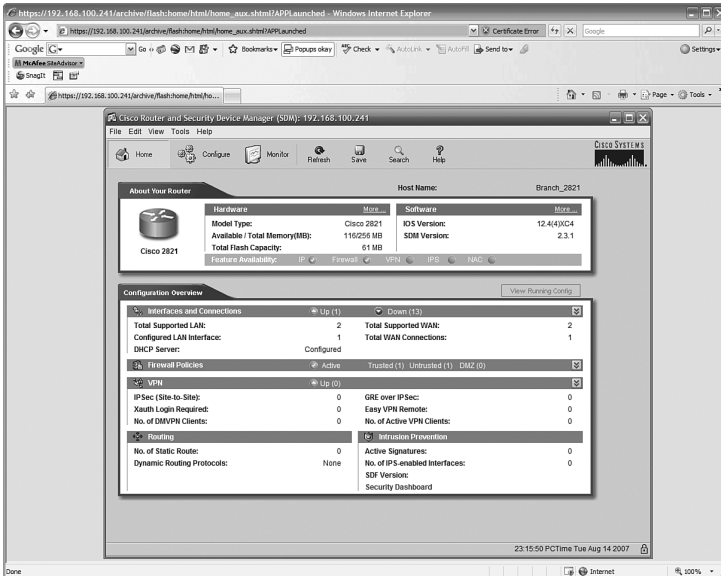 https://192.168.100.241/archive/flash:home/html/home_aux.shtml?APPLaunched - Windows Internet Explorer
https://192.168.100.241/archive/flash:home/html/home_aux.shtml?APPLaunched
Certificate Error
Google
Google
Go
Bookmarks
Popups okay
Check
AutoLink
AutoFill
Send to
Settings
McAfee SiteAdvisor
SnagIt
https://192.168.100.241/archive/flash:home/html/ho...
Page
Tools
Cisco Router and Security Device Manager (SDM): 192.168.100.241
File Edit View Tools Help
Home
Configure
Monitor
Refresh
Save
Search
Help
CISCO SYSTEMS
About Your Router
Host Name: Branch_2821
Cisco 2821
Hardware More...
Software More...
Model Type: Cisco 2821
IOS Version: 12.4(4)XC4
Available / Total Memory(MB): 116/256 MB
SDM Version: 2.3.1
Total Flash Capacity: 61 MB
Feature Availability: IP Firewall VPN IPS NAC
Configuration Overview
View Running Config
Interfaces and Connections Up (1) Down (13)
Total Supported LAN: 2
Total Supported WAN: 2
Configured LAN Interface: 1
Total WAN Connections: 1
DHCP Server: Configured
Firewall Policies Active Trusted (1) Untrusted (1) DMZ (0)
VPN Up (0)
IPSec (Site-to-Site): 0
GRE over IPSec: 0
Xauth Login Required: 0
Easy VPN Remote: 0
No. of DMVPN Clients: 0
No. of Active VPN Clients: 0
Routing
Intrusion Prevention
No. of Static Route: 0
Active Signatures: 0
Dynamic Routing Protocols: None
No. of IPS-enabled Interfaces: 0
SDF Version:
Security Dashboard
23:15:50 PCTime Tue Aug 14 2007
Done
Internet
100%